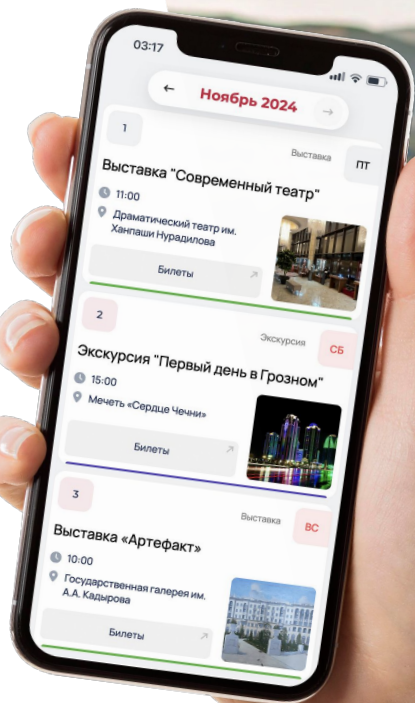 03:17
← Ноябрь 2024 →
1
Выставка
ПТ
Выставка "Современный театр"
11:00
Драматический театр им.
Ханпаши Нурадилова
Билеты
2
Экскурсия
СБ
Экскурсия "Первый день в Грозном"
15:00
Мечеть «Сердце Чечни»
Билеты
3
Выставка
ВС
Выставка «Артефакт»
10:00
Государственная галерея им.
А.А. Кадырова
Билеты